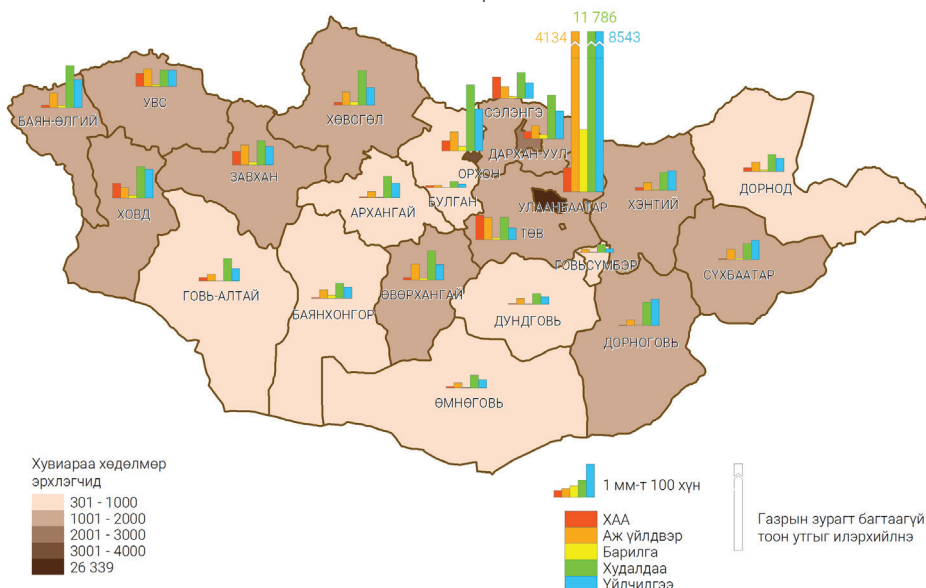 11 786
4134
8543
УВС
БАЯН-ӨЛГИЙ
ХӨВСГӨЛ
СЭЛЭНГЭ
ДАРХАН-УУЛ
ОРХОН
ЗАВХАН
ХОВД
АРХАНГАЙ
БУЛГАН
УЛААНБААТАР
ХЭНТИЙ
ДОРНОД
ТӨВ
ГОВЬСҮМБЭР
СҮХБААТАР
ГОВЬ-АЛТАЙ
БАЯНХОНГОР
ӨВӨРХАНГАЙ
ДУНДГОВЬ
ДОРНОГОВЬ
ӨМНӨГОВЬ
Хувиараа хөдөлмөр
эрхлэгчид
301 - 1000
1001 - 2000
2001 - 3000
3001 - 4000
26 339
1 мм-т 100 хүн
ХАА
Аж үйлдвэр
Барилга
Худалдаа
Үйлчилгээ
Газрын зурагт багтаагүй
тоон утгыг илэрхийлнэ